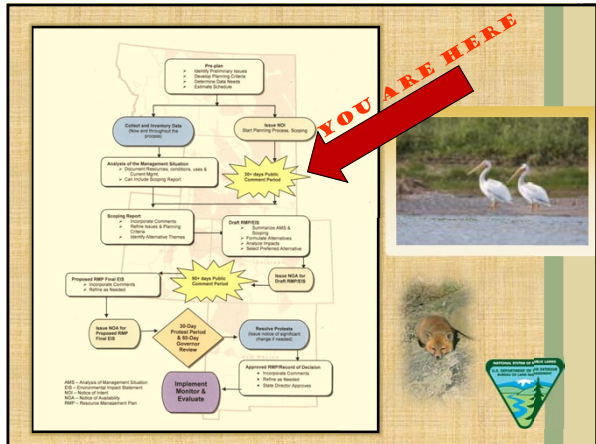 YOU ARE HERE
Pre-plan
➢ Identify Preliminary Issues
➢ Develop Planning Criteria
➢ Determine Data Needs
➢ Estimate Schedule
Collect and Inventory Data
(Now and throughout the
process)
Issue NOI
Start Planning Process, Scoping
Analysis of the Management Situation
➢ Document Resources, conditions, uses &
Current Mgmt
➢ Can Include Scoping Report
30+ days Public
Comment Period
Scoping Report
➢ Incorporate Comments
➢ Refine Issues & Planning
Criteria
➢ Identify Alternative Themes
Draft RMP/EIS
➢ Summarize AMS &
Scoping
➢ Formulate Alternatives
➢ Analyze Impacts
➢ Select Preferred Alternative
Proposed RMP Final EIS
➢ Incorporate Comments
➢ Refine as Needed
90+ days Public
Comment Period
Issue NOA for
Draft RMP/EIS
Issue NOA for
Proposed RMP
Final EIS
30-Day
Protest Period &
60-Day
Governor
Review
Resolve Protests
(Issue notice of significant
change if needed)
Approved RMP/Record of Decision
• Incorporate Comments
• Refine as Needed
• State Director Approves
Implement
Monitor &
Evaluate
AMS – Analysis of Management Situation
EIS – Environmental Impact Statement
NOI – Notice of Intent
NOA – Notice of Availability
RMP – Resource Management Plan
NATIONAL SYSTEM OF PUBLIC LANDS
U.S. DEPARTMENT OF THE INTERIOR
BUREAU OF LAND MANAGEMENT